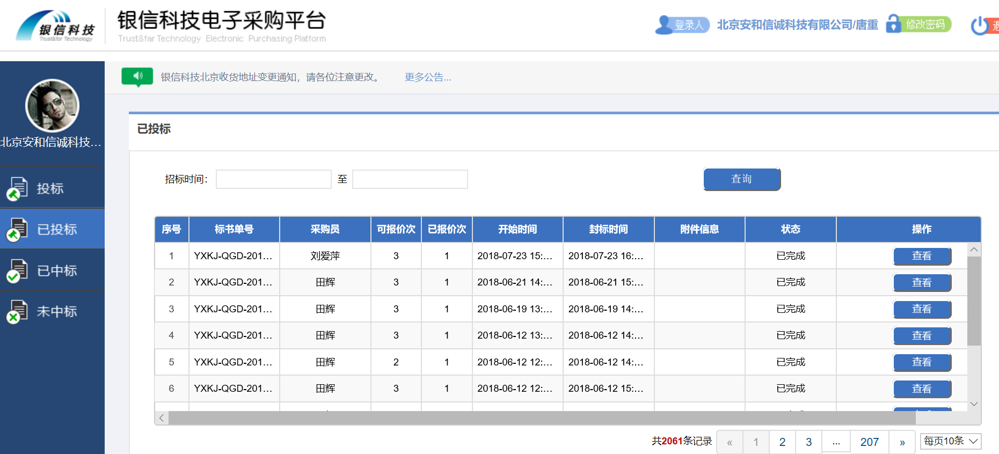 银信科技
Trust&far Technology
银信科技电子采购平台
Trust&far Technology Electronic Purchasing Platform
登录人 北京安和信诚科技有限公司/唐重 修改密码
银信科技北京收货地址变更通知，请各位注意更改。 更多公告...
北京安和信诚科技...
投标
已投标
已中标
未中标
已投标
招标时间： 至 查询
序号 标书单号 采购员 可报价次 已报价次 开始时间 封标时间 附件信息 状态 操作
1 YXKJ-QGD-201... 刘爱萍 3 1 2018-07-23 15:... 2018-07-23 16:... 已完成 查看
2 YXKJ-QGD-201... 田辉 3 1 2018-06-21 14:... 2018-06-21 15:... 已完成 查看
3 YXKJ-QGD-201... 田辉 3 1 2018-06-19 13:... 2018-06-19 14:... 已完成 查看
4 YXKJ-QGD-201... 田辉 3 1 2018-06-12 13:... 2018-06-12 14:... 已完成 查看
5 YXKJ-QGD-201... 田辉 2 1 2018-06-12 12:... 2018-06-12 14:... 已完成 查看
6 YXKJ-QGD-201... 田辉 3 1 2018-06-12 12:... 2018-06-12 15:... 已完成 查看
共2061条记录 « 1 2 3 ... 207 » 每页10条